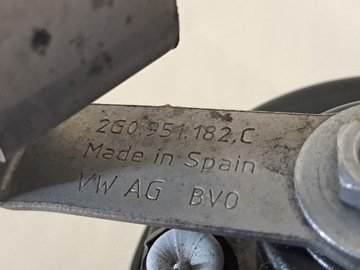 2G0.951.182.C
Made in Spain
VW AG BVO